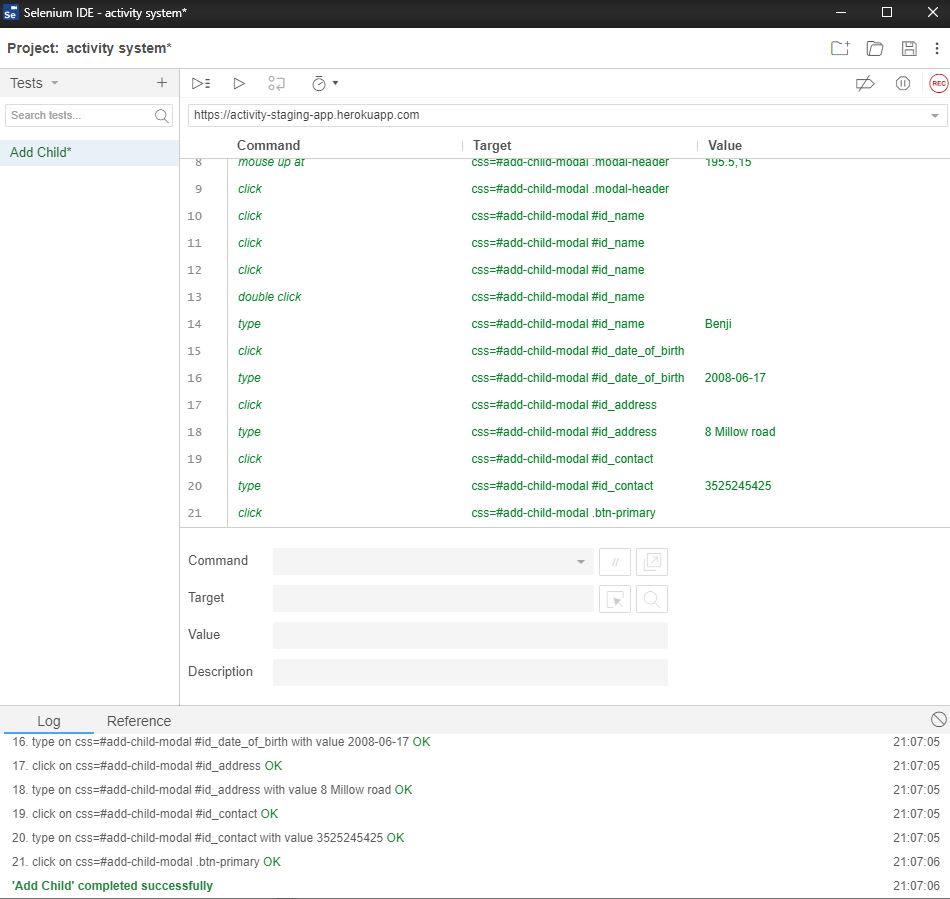 Se Selenium IDE - activity system*
Project: activity system*
Tests
Search tests...
Add Child*
REC
https://activity-staging-app.herokuapp.com
Command Target Value
8 mouse up at css=#add-child-modal .modal-header 195.5,15
9 click css=#add-child-modal .modal-header
10 click css=#add-child-modal #id_name
11 click css=#add-child-modal #id_name
12 click css=#add-child-modal #id_name
13 double click css=#add-child-modal #id_name
14 type css=#add-child-modal #id_name Benji
15 click css=#add-child-modal #id_date_of_birth
16 type css=#add-child-modal #id_date_of_birth 2008-06-17
17 click css=#add-child-modal #id_address
18 type css=#add-child-modal #id_address 8 Millow road
19 click css=#add-child-modal #id_contact
20 type css=#add-child-modal #id_contact 3525245425
21 click css=#add-child-modal .btn-primary
Command //
Target
Value
Description
Log Reference
16. type on css=#add-child-modal #id_date_of_birth with value 2008-06-17 OK 21:07:05
17. click on css=#add-child-modal #id_address OK 21:07:05
18. type on css=#add-child-modal #id_address with value 8 Millow road OK 21:07:05
19. click on css=#add-child-modal #id_contact OK 21:07:05
20. type on css=#add-child-modal #id_contact with value 3525245425 OK 21:07:05
21. click on css=#add-child-modal .btn-primary OK 21:07:06
'Add Child' completed successfully 21:07:06